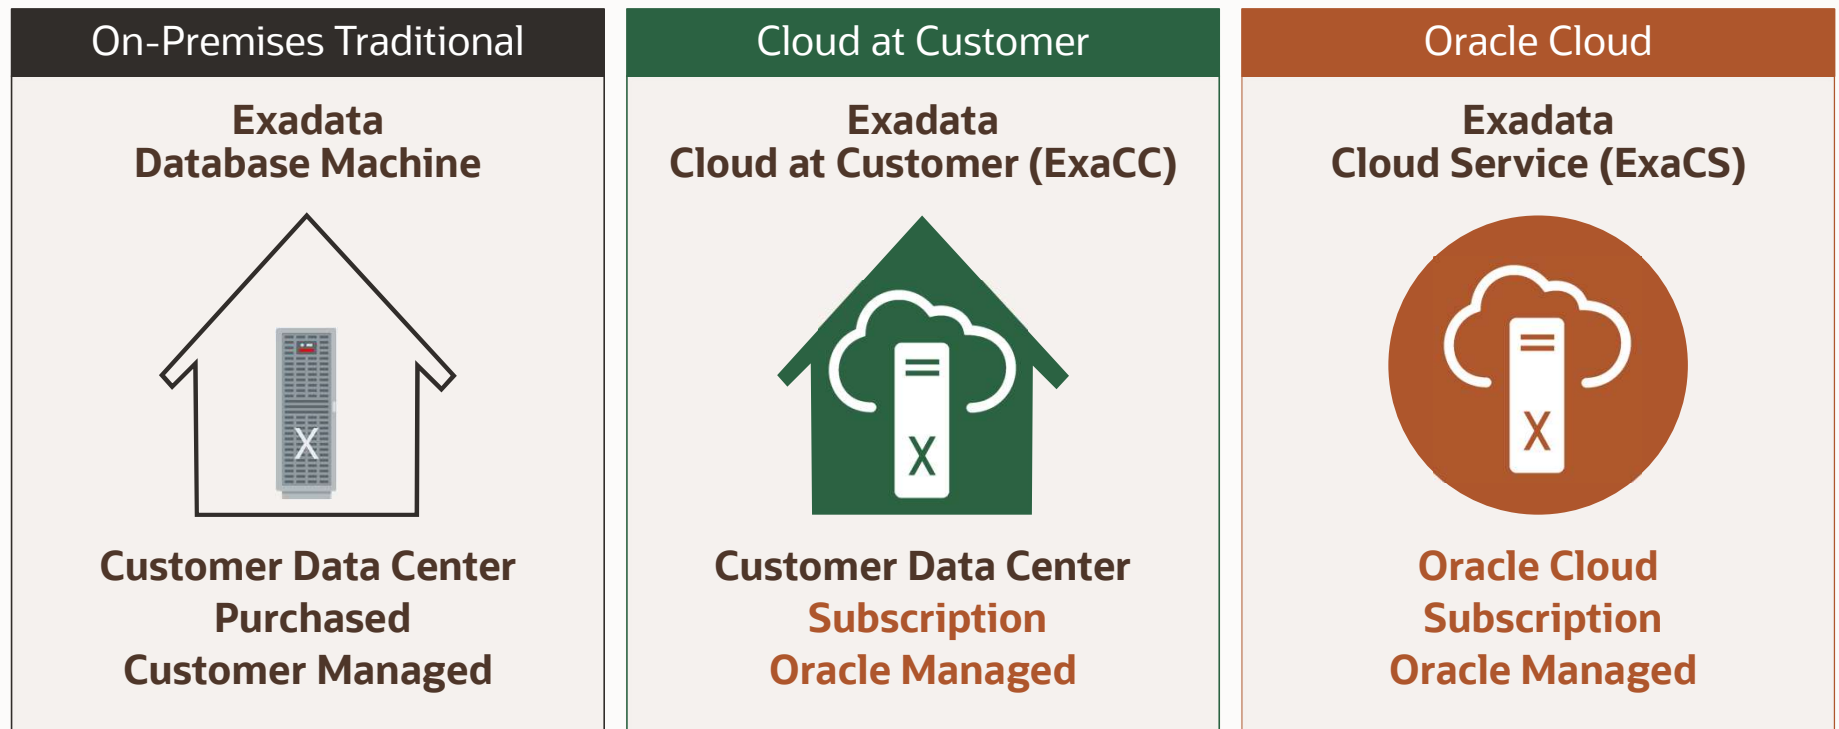 On-Premises Traditional
Exadata
Database Machine
X
Customer Data Center
Purchased
Customer Managed
Cloud at Customer
Exadata
Cloud at Customer (ExaCC)
X
Customer Data Center
Subscription
Oracle Managed
Oracle Cloud
Exadata
Cloud Service (ExaCS)
X
Oracle Cloud
Subscription
Oracle Managed